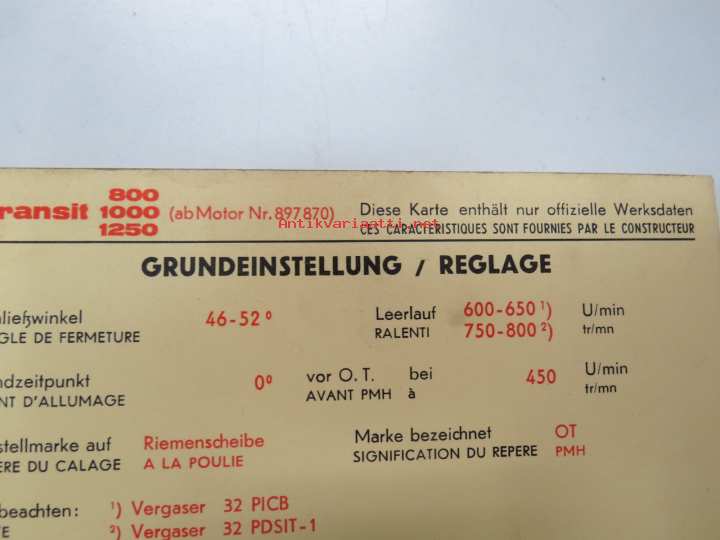 800
ransit 1000 (ab Motor Nr. 897870) Diese Karte enthält nur offizielle Werksdaten
1250 CES CARACTÉRISTIQUES SONT FOURNIES PAR LE CONSTRUCTEUR
Antikvariaatti.net
GRUNDEINSTELLUNG / REGLAGE
ließwinkel 46-52° Leerlauf 600-650 ¹) U/min
GLE DE FERMETURE RALENTI 750-800 ²) tr/mn
ndzeitpunkt 0° vor O.T. bei 450 U/min
NT D'ALLUMAGE AVANT PMH à tr/mn
stellmarke auf Riemenscheibe Marke bezeichnet OT
ERE DU CALAGE A LA POULIE SIGNIFICATION DU REPERE PMH
beachten: ¹) Vergaser 32 PICB
TE ²) Vergaser 32 PDSIT-1